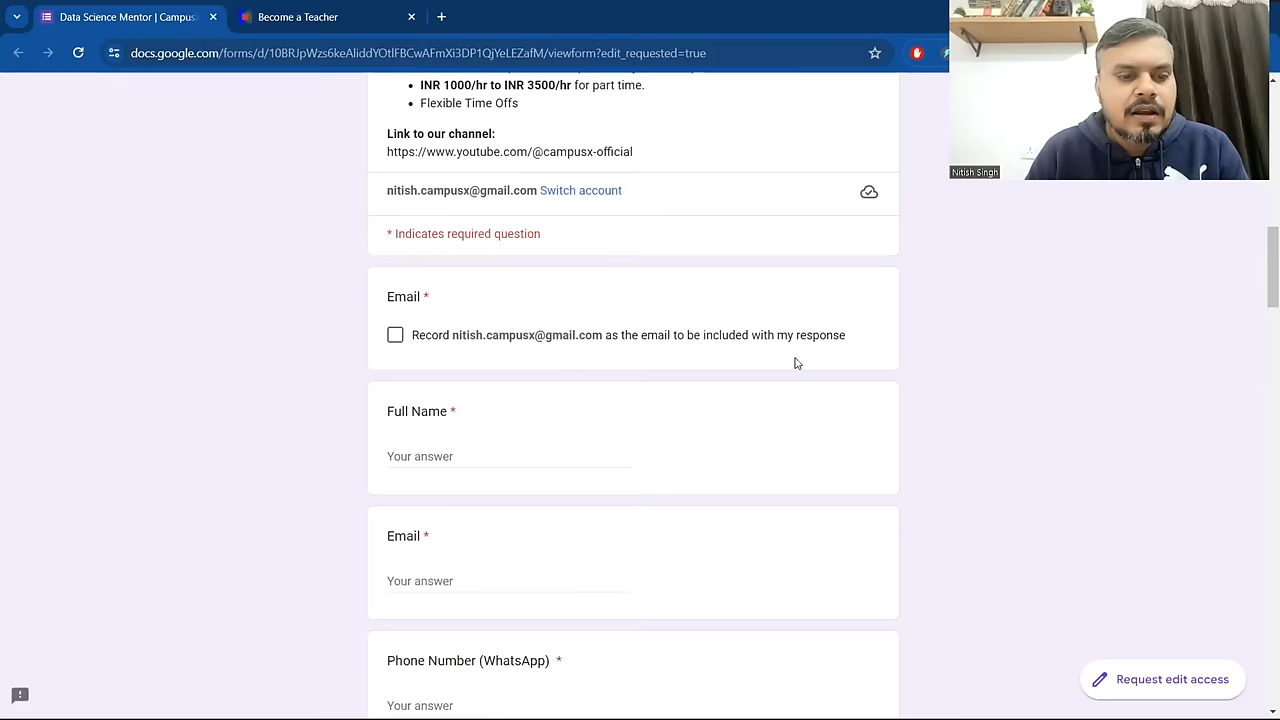 Data Science Mentor | Campus
Become a Teacher
docs.google.com/forms/d/10BRJpWzs6keAliddYOtlFBCwAFmXi3DP1QjYeLEZafM/viewform?edit_requested=true
INR 1000/hr to INR 3500/hr for part time.
Flexible Time Offs
Link to our channel:
https://www.youtube.com/@campusx-official
nitish.campusx@gmail.com Switch account
* Indicates required question
Email *
Record nitish.campusx@gmail.com as the email to be included with my response
Full Name *
Your answer
Email *
Your answer
Phone Number (WhatsApp) *
Your answer
Request edit access
Nitish Singh